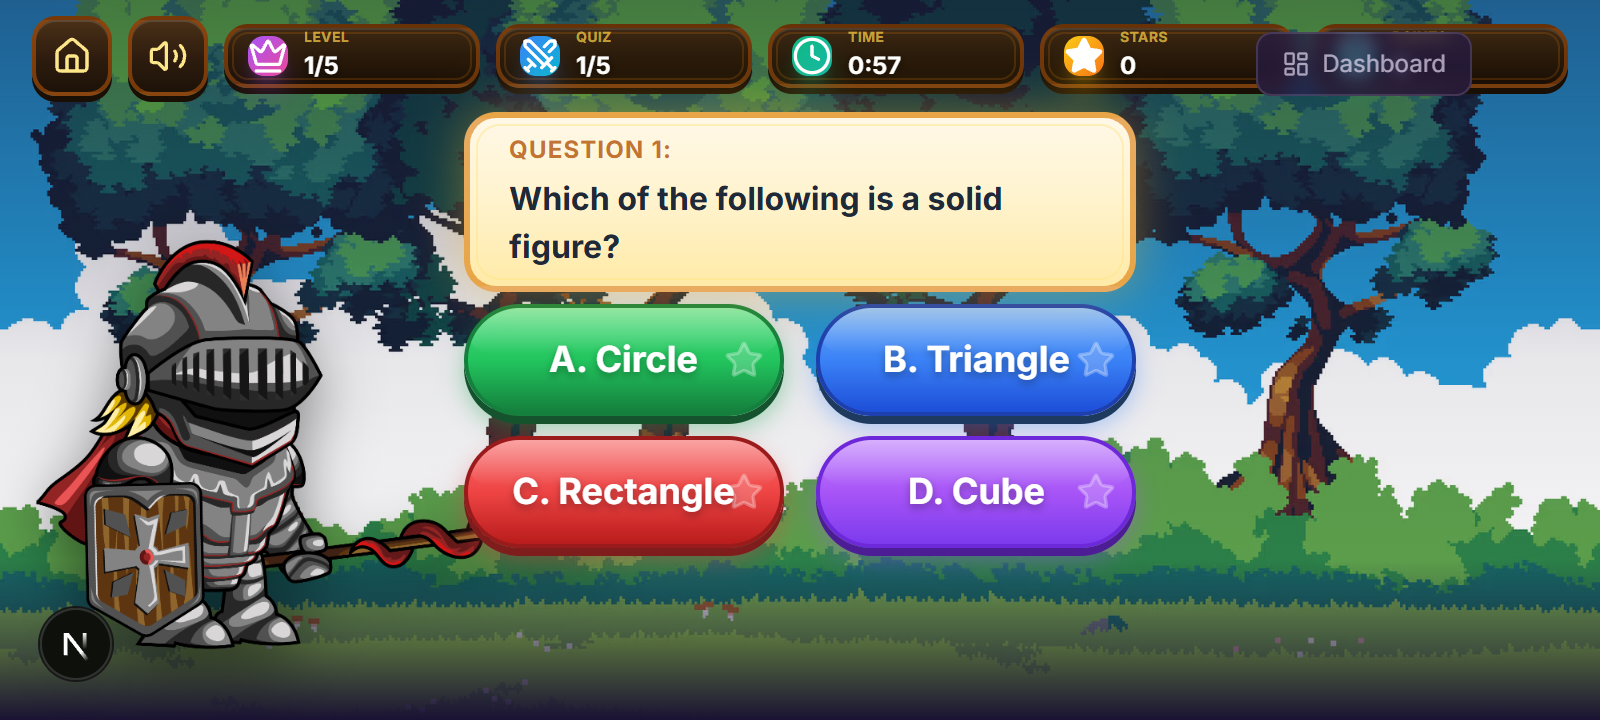 LEVEL
1/5
QUIZ
1/5
TIME
0:57
STARS
0
Dashboard
QUESTION 1:
Which of the following is a solid
figure?
A. Circle
B. Triangle
C. Rectangle
D. Cube
N